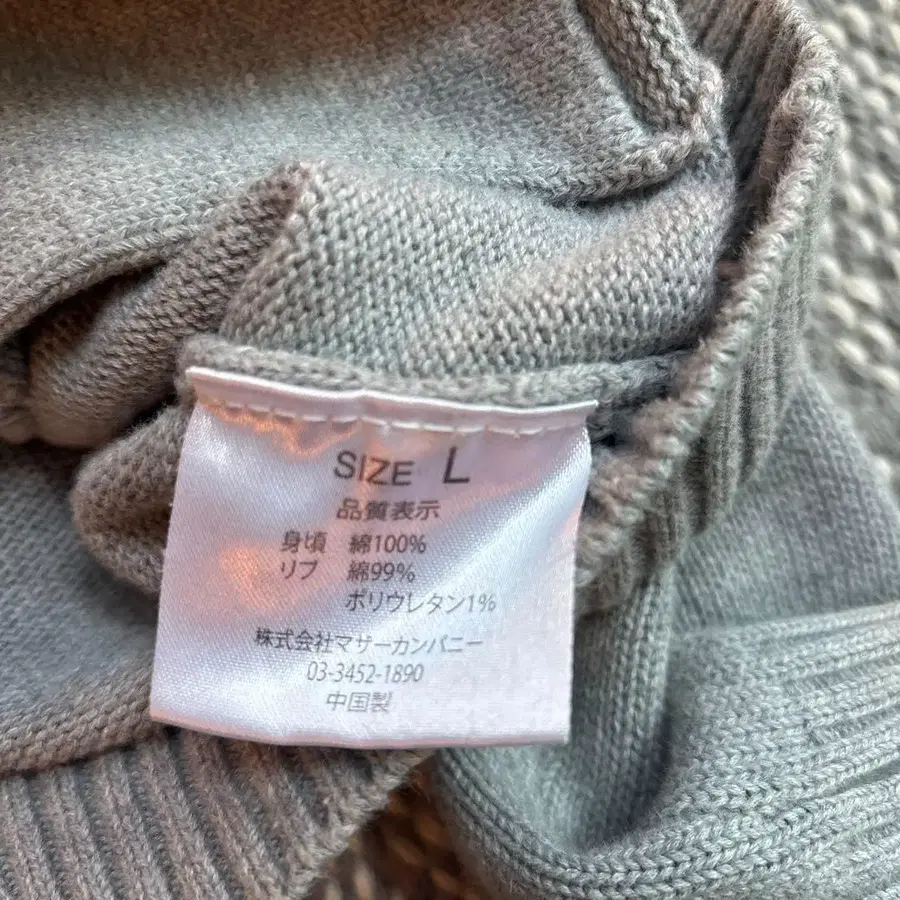 SIZE L
品質表示
身頃 綿100%
リブ 綿99%
ポリウレタン1%
株式会社マザーカンパニー
03-3452-1890
中国製